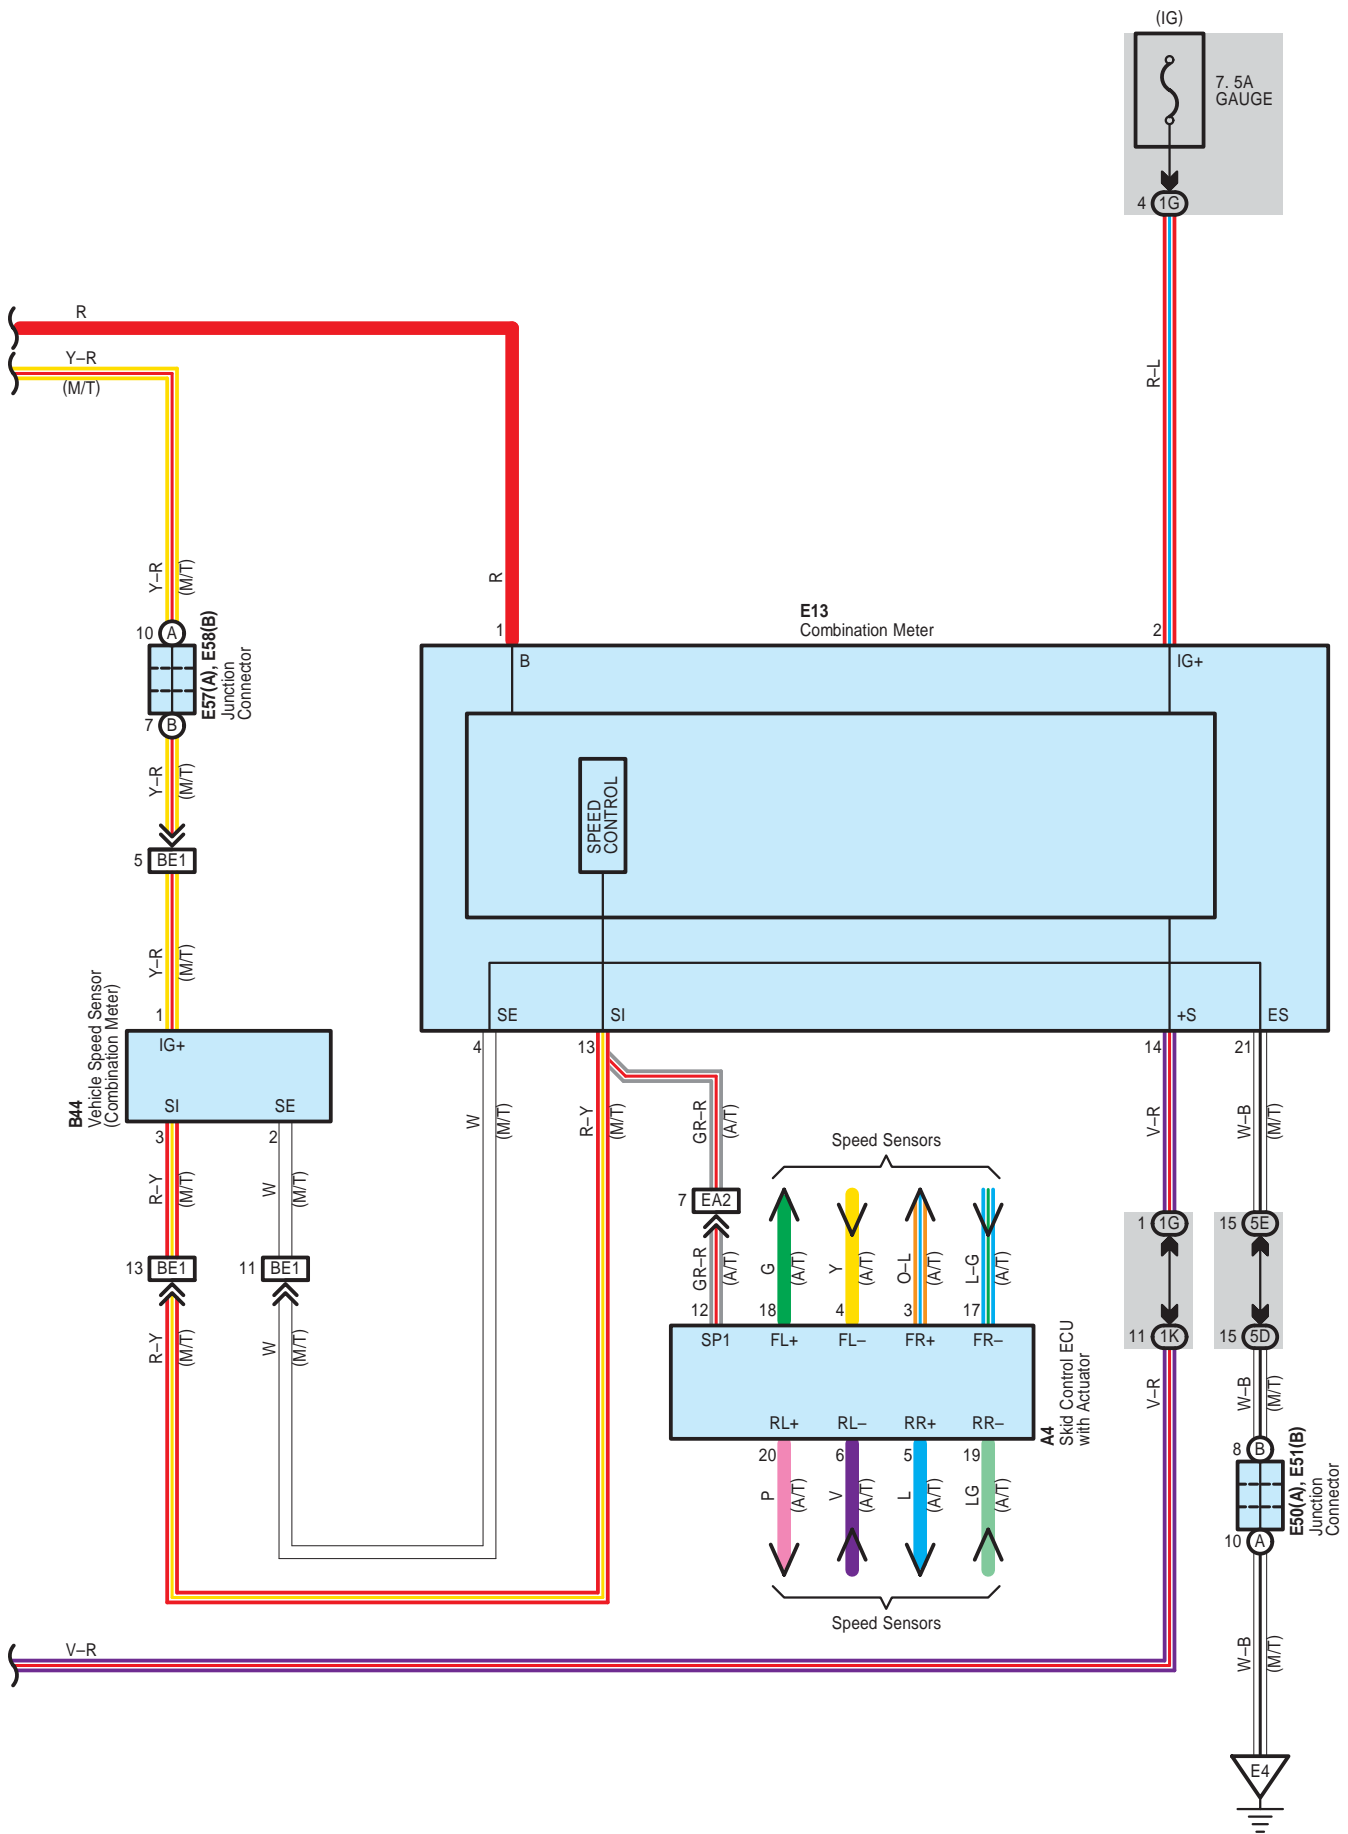 (IG)
7. 5A
GAUGE
4 1G
R
Y–R
(M/T)
R–L
Y–R
(M/T)
R
10 A
E57(A), E58(B)
Junction
Connector
7 B
E13
Combination Meter
1
2
B
IG+
Y–R
(M/T)
SPEED
CONTROL
5 BE1
Y–R
(M/T)
B44
Vehicle Speed Sensor
(Combination Meter)
1
IG+
SI
SE
3
2
SE
SI
+S
ES
4
13
14
21
W
(M/T)
R–Y
(M/T)
GR–R
(A/T)
V–R
W–B
(M/T)
Speed Sensors
R–Y
(M/T)
W
(M/T)
7 EA2
1 1G
15 5E
13 BE1
11 BE1
GR–R
(A/T)
G
(A/T)
Y
(A/T)
O–L
(A/T)
L–G
(A/T)
12
18
4
3
17
R–Y
(M/T)
W
(M/T)
SP1
FL+
FL–
FR+
FR–
11 1K
15 5D
A4
Skid Control ECU
with Actuator
RL+
RL–
RR+
RR–
V–R
W–B
(M/T)
20
6
5
19
P
(A/T)
V
(A/T)
L
(A/T)
LG
(A/T)
8 B
E50(A), E51(B)
Junction
Connector
10 A
Speed Sensors
V–R
W–B
(M/T)
E4